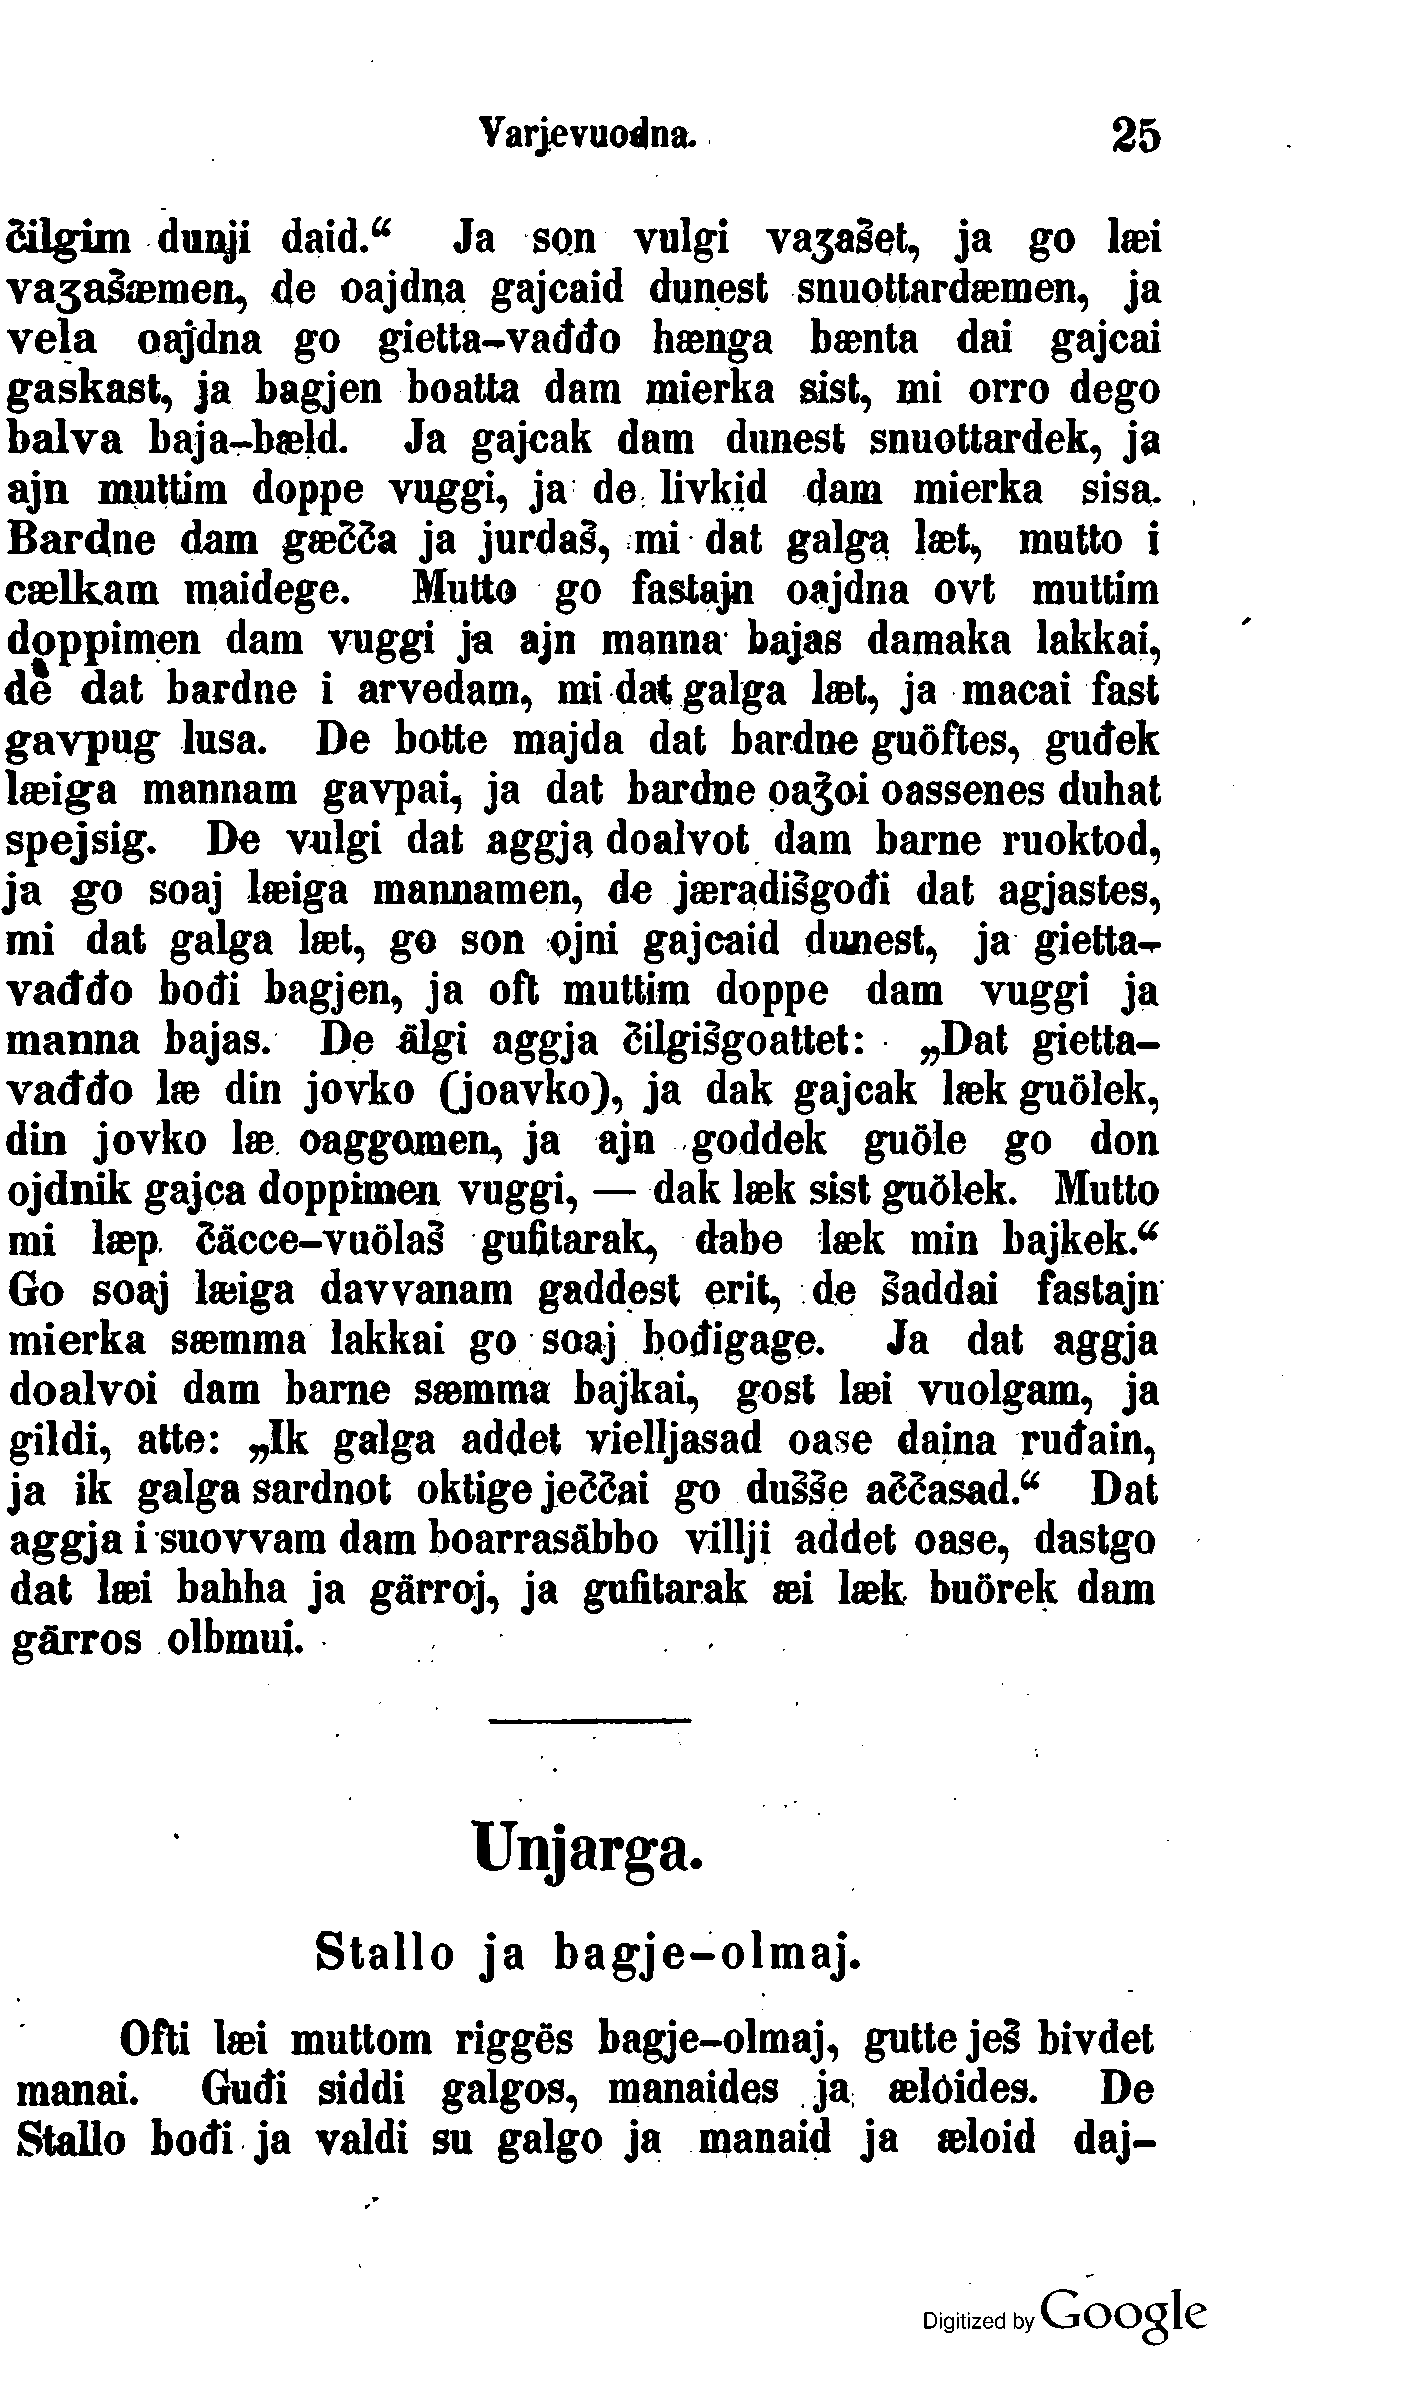 Varjevuodna. 25
čilgim dunji daid.“ Ja son vulgi vaʒašet, ja go læi
vaʒašæmen, de oajdna gajcaid dunest snuottardæmen, ja
vela oajdna go gietta-vađđo hænga bænta dai gajcai
gaskast, ja bagjen boatta dam mierka sist, mi orro dego
balva baja-bæld. Ja gajcak dam dunest snuottardek, ja
ajn muttim doppe vuggi, ja de livkid dam mierka sisa.
Bardne dam gæčča ja jurdaš, mi dat galga læt, mutto i
cælkam maidege. Mutto go fastajn oajdna ovt muttim
doppimen dam vuggi ja ajn manna bajas damaka lakkai,
de dat bardne i arvedam, mi dat galga læt, ja macai fast
gavpug lusa. De botte majda dat bardne guöftes, guđek
læiga mannam gavpai, ja dat bardne oaǯoi oassenes duhat
spejsig. De vulgi dat aggja doalvot dam barne ruoktod,
ja go soaj læiga mannamen, de jæradišgođi dat agjastes,
mi dat galga læt, go son ojni gajcaid dunest, ja gietta-
vađđo bođi bagjen, ja oft muttim doppe dam vuggi ja
manna bajas. De älgi aggja čilgišgoattet: „Dat gietta-
vađđo læ din jovko (joavko), ja dak gajcak læk guölek,
din jovko læ oaggomen, ja ajn goddek guöle go don
ojdnik gajca doppimen vuggi, — dak læk sist guölek. Mutto
mi læp čäcce-vuölaš gufitarak, dabe læk min bajkek.“
Go soaj læiga davvanam gaddest erit, de šaddai fastajn
mierka sæmma lakkai go soaj bođigage. Ja dat aggja
doalvoi dam barne sæmma bajkai, gost læi vuolgam, ja
gildi, atte: „Ik galga addet vielljasad oase daina ruđain,
ja ik galga sardnot oktige ječčai go dušše aččasad.“ Dat
aggja i suovvam dam boarrasäbbo villji addet oase, dastgo
dat læi bahha ja gärroj, ja gufitarak æi læk buörek dam
gärros olbmui.
Unjarga.
Stallo ja bagje-olmaj.
Ofti læi muttom riggës bagje-olmaj, gutte ješ bivdet
manai. Guđi siddi galgos, manaides ja æloides. De
Stallo bođi ja valdi su galgo ja manaid ja æloid daj-
Digitized by Google